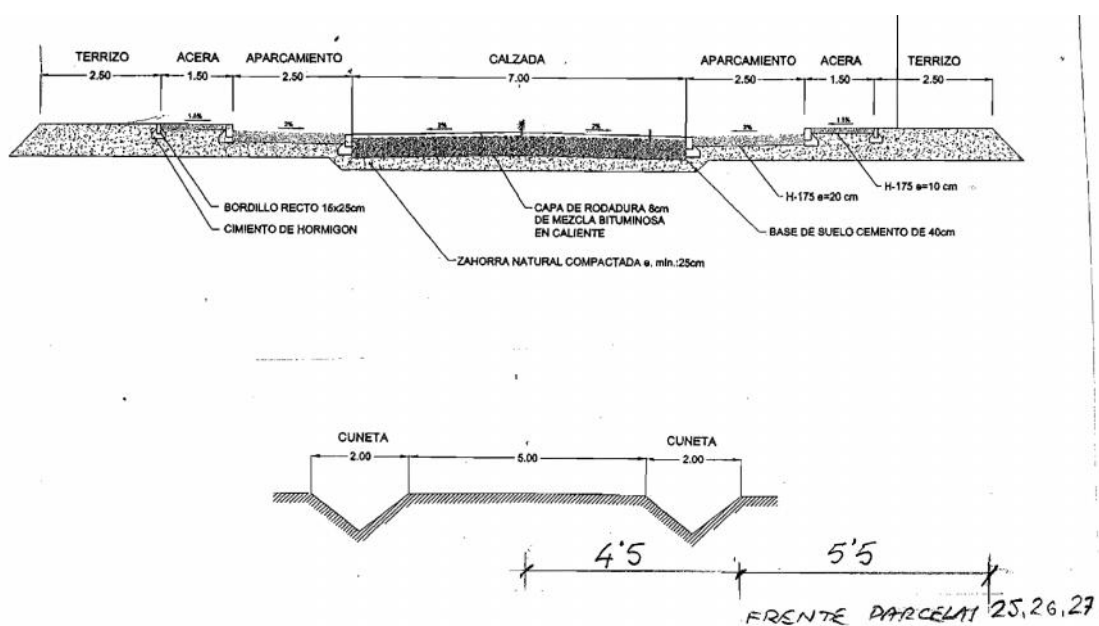 TERRIZO ACERA APARCAMIENTO CALZADA APARCAMIENTO ACERA TERRIZO
2.50 1.50 2.50 7.00 2.50 1.50 2.50
1.5% 2% 2% 2% 2% 1.5%
H-175 e=10 cm
H-175 e=20 cm
BORDILLO RECTO 15x25cm
CIMIENTO DE HORMIGON
CAPA DE RODADURA 8cm
DE MEZCLA BITUMINOSA
EN CALIENTE
BASE DE SUELO CEMENTO DE 40cm
ZAHORRA NATURAL COMPACTADA e. min.:25cm
CUNETA CUNETA
2.00 5.00 2.00
4'5 5'5
FRENTE PARCELAS 25,26,27